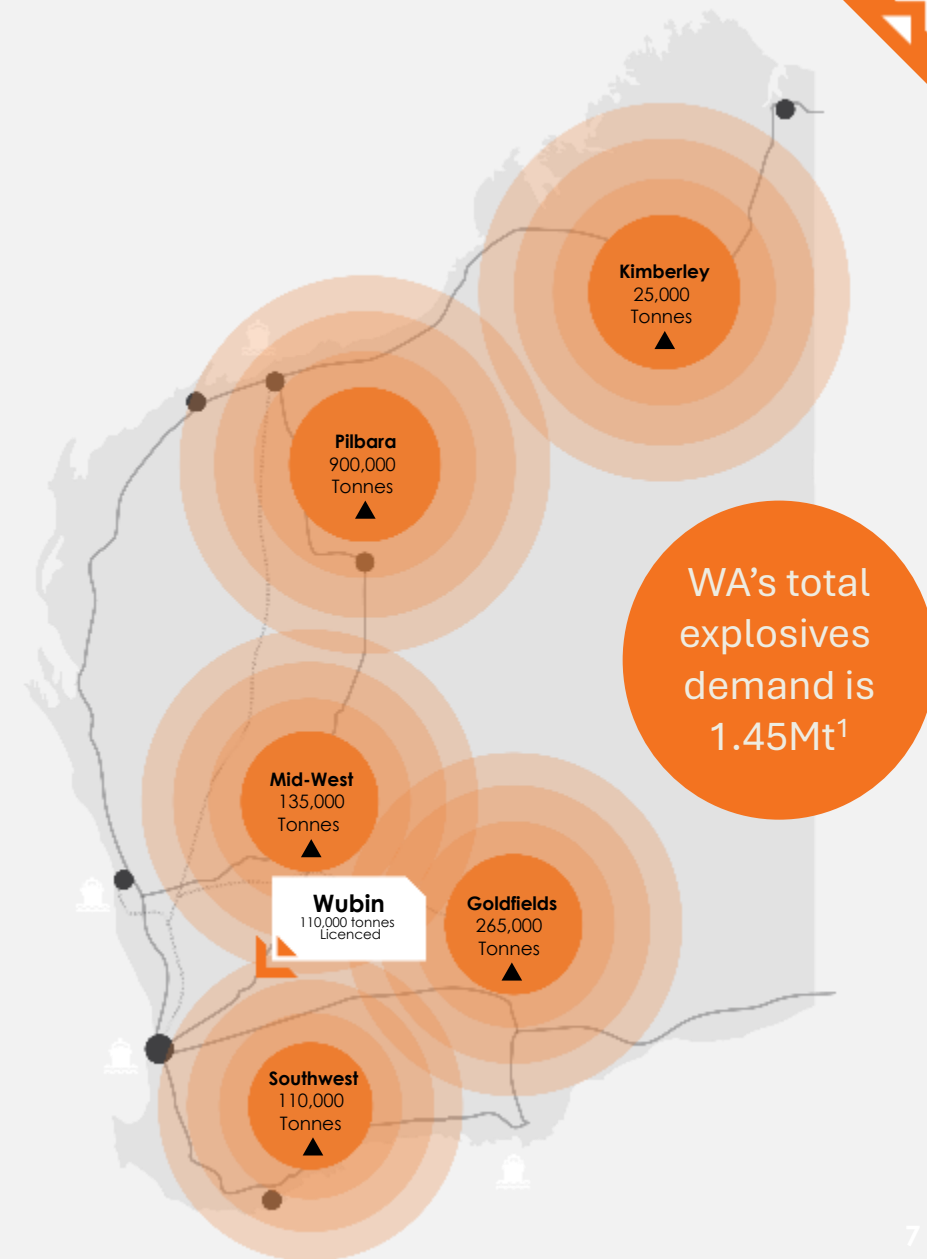 Kimberley
25,000
Tonnes
Pilbara
900,000
Tonnes
WA's total
explosives
demand is
1.45Mt¹
Mid-West
135,000
Tonnes
Wubin
110,000 tonnes
Licenced
Goldfields
265,000
Tonnes
Southwest
110,000
Tonnes
7